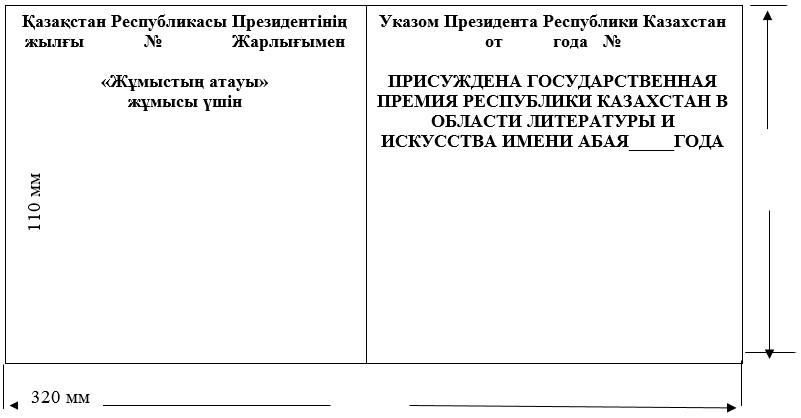 Қазақстан Республикасы Президентінің
жылғы № Жарлығымен
«Жұмыстың атауы»
жұмысы үшін
110 мм
Указом Президента Республики Казахстан
от года №
ПРИСУЖДЕНА ГОСУДАРСТВЕННАЯ
ПРЕМИЯ РЕСПУБЛИКИ КАЗАХСТАН В
ОБЛАСТИ ЛИТЕРАТУРЫ И
ИСКУССТВА ИМЕНИ АБАЯ_____ГОДА
320 мм